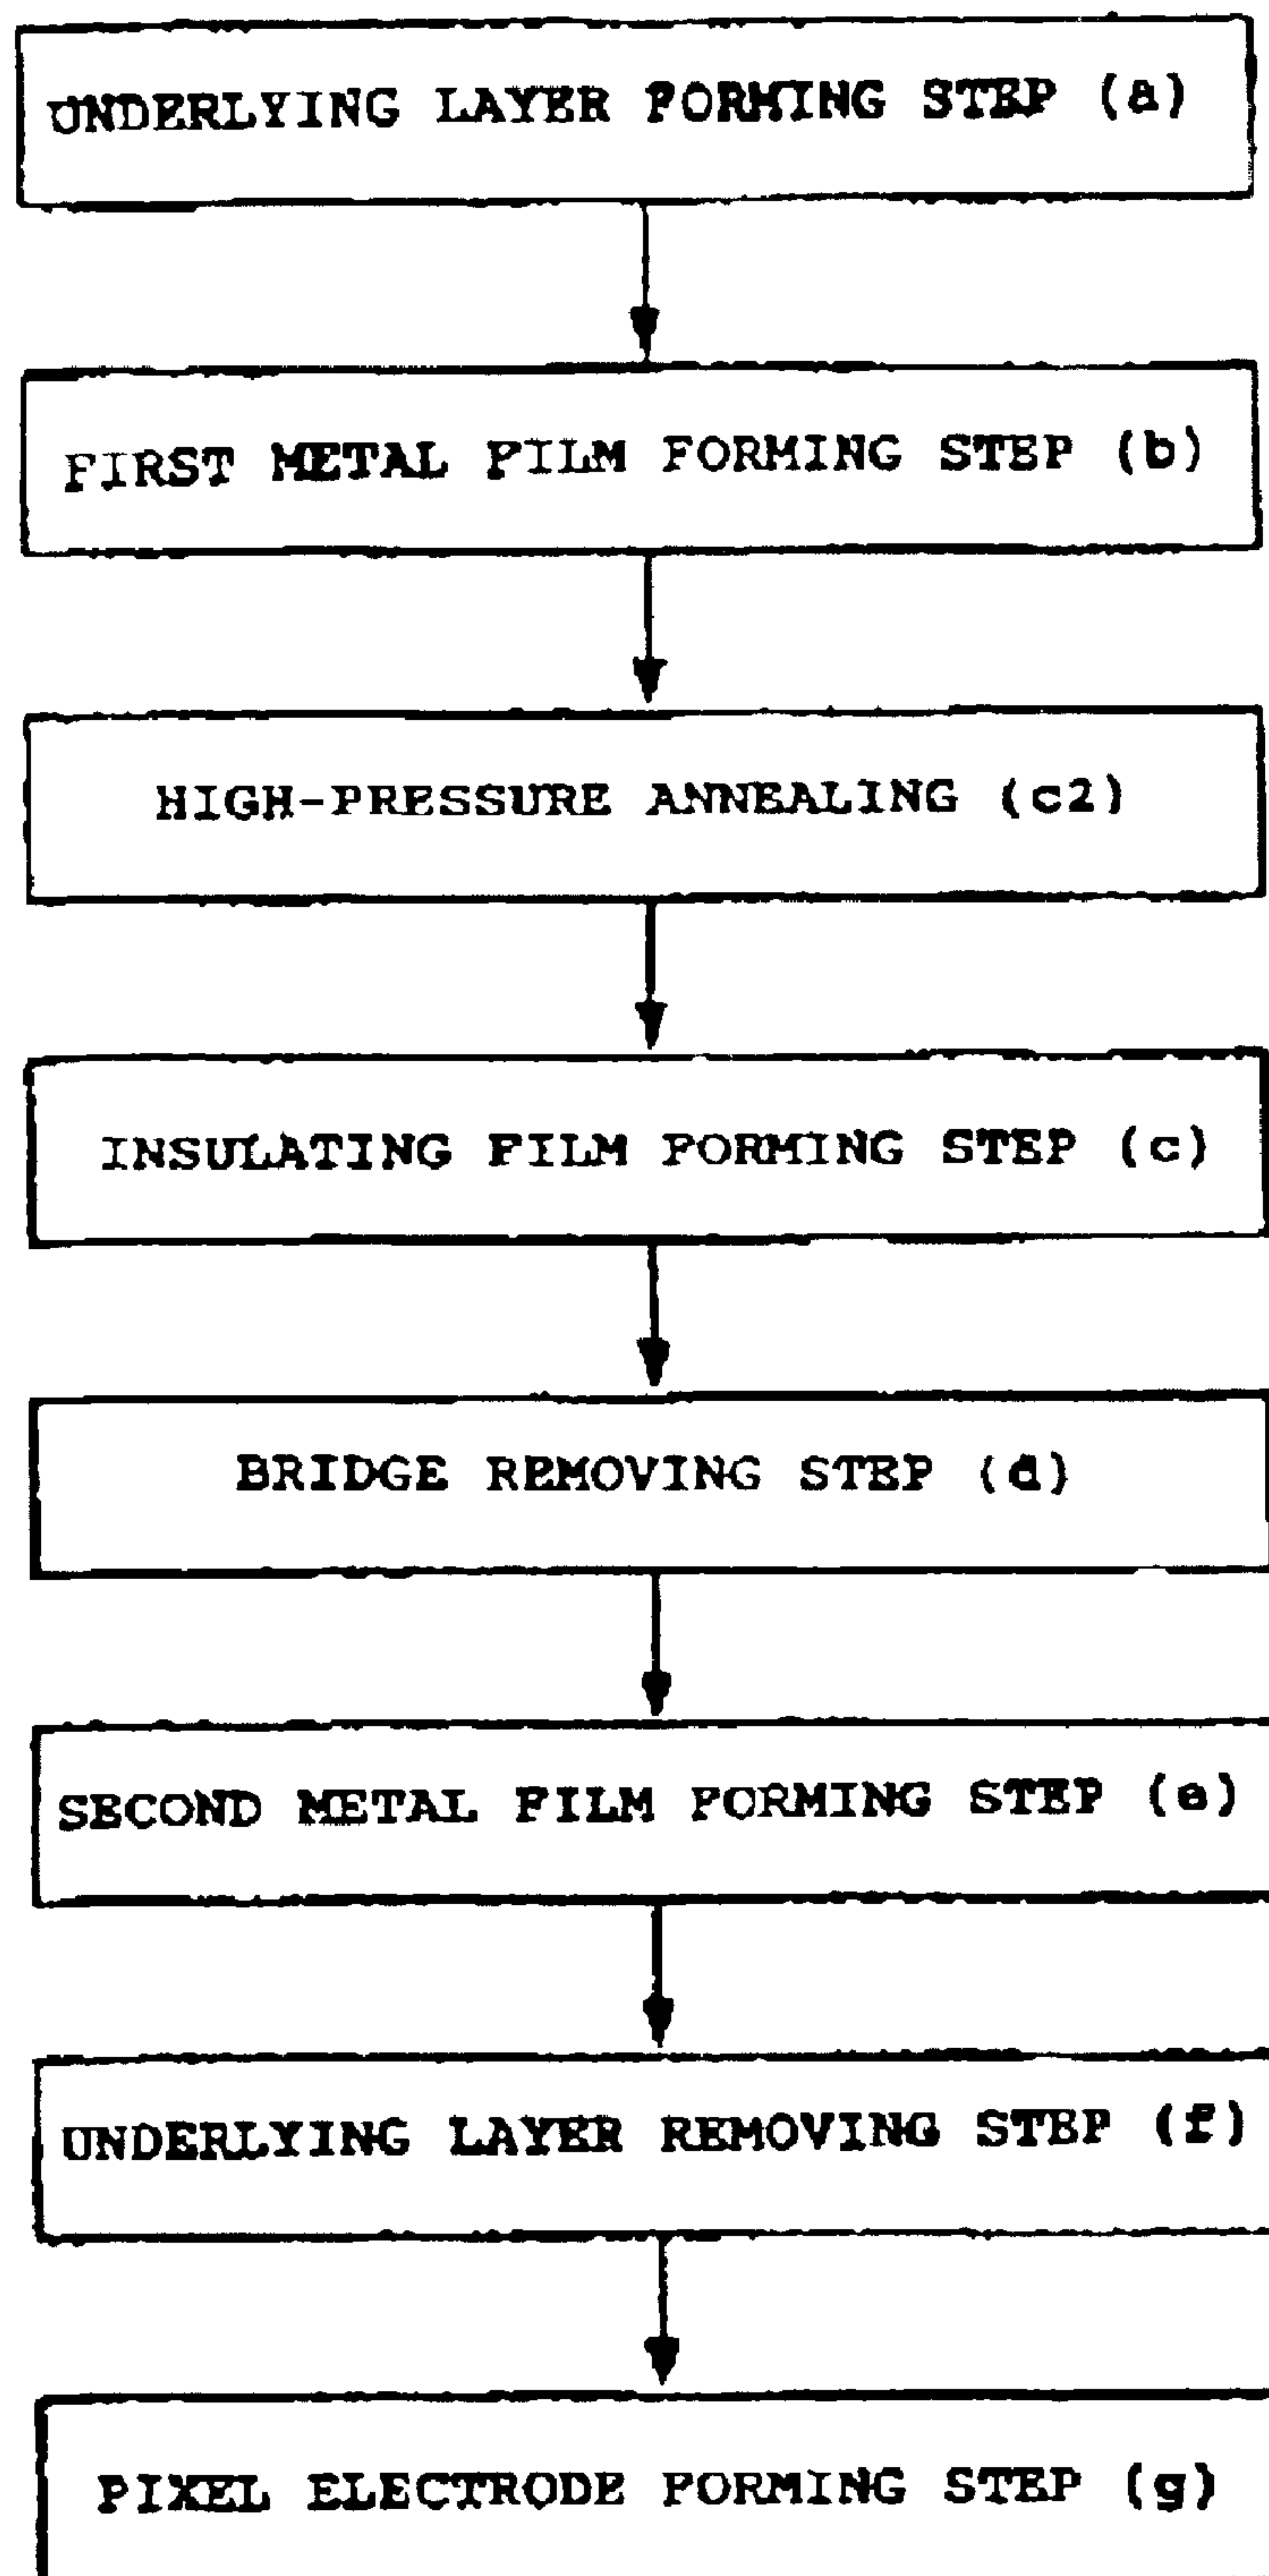 UNDERLYING LAYER FORMING STEP (a)
FIRST METAL FILM FORMING STEP (b)
HIGH-PRESSURE ANNEALING (c2)
INSULATING FILM FORMING STEP (c)
BRIDGE REMOVING STEP (d)
SECOND METAL FILM FORMING STEP (e)
UNDERLYING LAYER REMOVING STEP (f)
PIXEL ELECTRODE FORMING STEP (g)